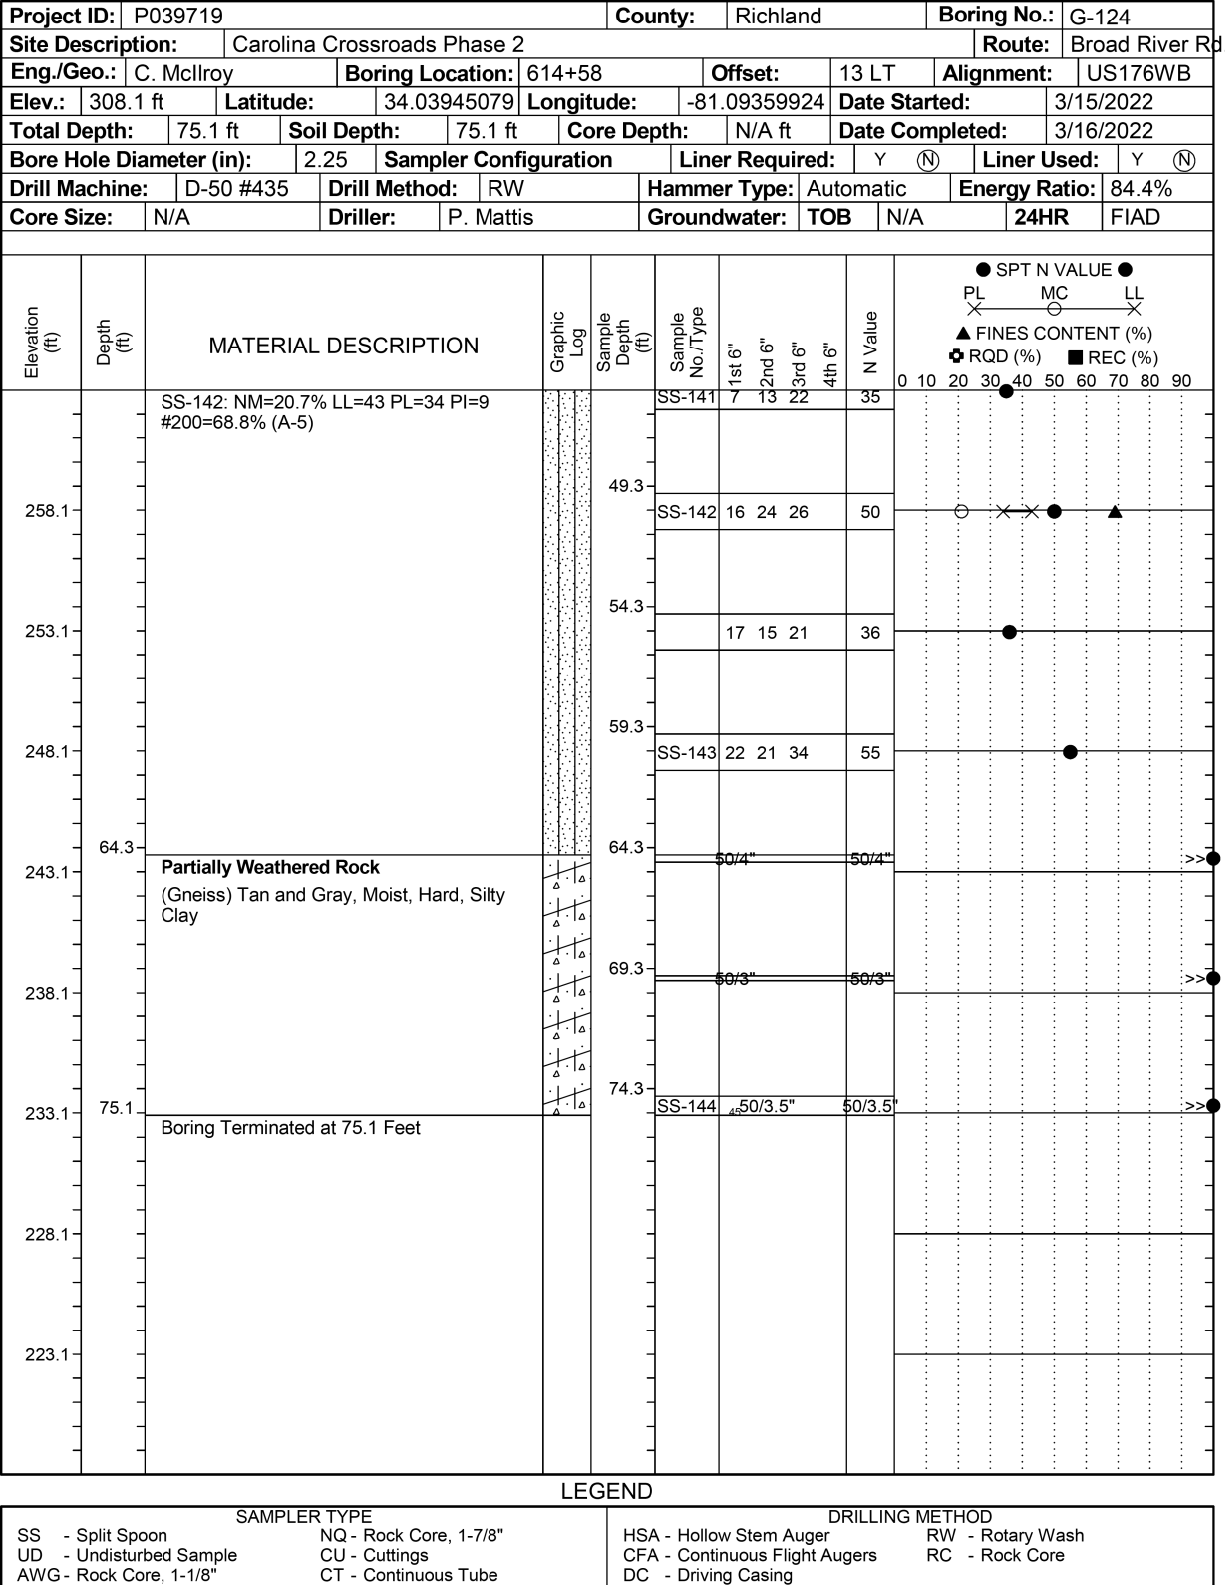 Project ID: P039719 County: Richland Boring No.: G-124
Site Description: Carolina Crossroads Phase 2 Route: Broad River Rd
Eng./Geo.: C. McIlroy Boring Location: 614+58 Offset: 13 LT Alignment: US176WB
Elev.: 308.1 ft Latitude: 34.03945079 Longitude: -81.09359924 Date Started: 3/15/2022
Total Depth: 75.1 ft Soil Depth: 75.1 ft Core Depth: N/A ft Date Completed: 3/16/2022
Bore Hole Diameter (in): 2.25 Sampler Configuration Liner Required: Y N Liner Used: Y N
Drill Machine: D-50 #435 Drill Method: RW Hammer Type: Automatic Energy Ratio: 84.4%
Core Size: N/A Driller: P. Mattis Groundwater: TOB N/A 24HR FIAD
Elevation (ft)
Depth (ft)
MATERIAL DESCRIPTION
Graphic Log
Sample Depth (ft)
Sample No./Type
1st 6"
2nd 6"
3rd 6"
4th 6"
N Value
SPT N VALUE
PL MC LL
FINES CONTENT (%)
RQD (%) REC (%)
0 10 20 30 40 50 60 70 80 90
SS-142: NM=20.7% LL=43 PL=34 PI=9
#200=68.8% (A-5)
SS-141 7 13 22 35
49.3
258.1 SS-142 16 24 26 50
54.3
253.1 17 15 21 36
59.3
248.1 SS-143 22 21 34 55
64.3 64.3
50/4" 50/4" >>
Partially Weathered Rock
243.1
(Gneiss) Tan and Gray, Moist, Hard, Silty
Clay
69.3
50/3" 50/3" >>
238.1
74.3
233.1 75.1 SS-144 45 50/3.5" 50/3.5" >>
Boring Terminated at 75.1 Feet
228.1
223.1
LEGEND
SAMPLER TYPE DRILLING METHOD
SS - Split Spoon NQ - Rock Core, 1-7/8" HSA - Hollow Stem Auger RW - Rotary Wash
UD - Undisturbed Sample CU - Cuttings CFA - Continuous Flight Augers RC - Rock Core
AWG - Rock Core, 1-1/8" CT - Continuous Tube DC - Driving Casing